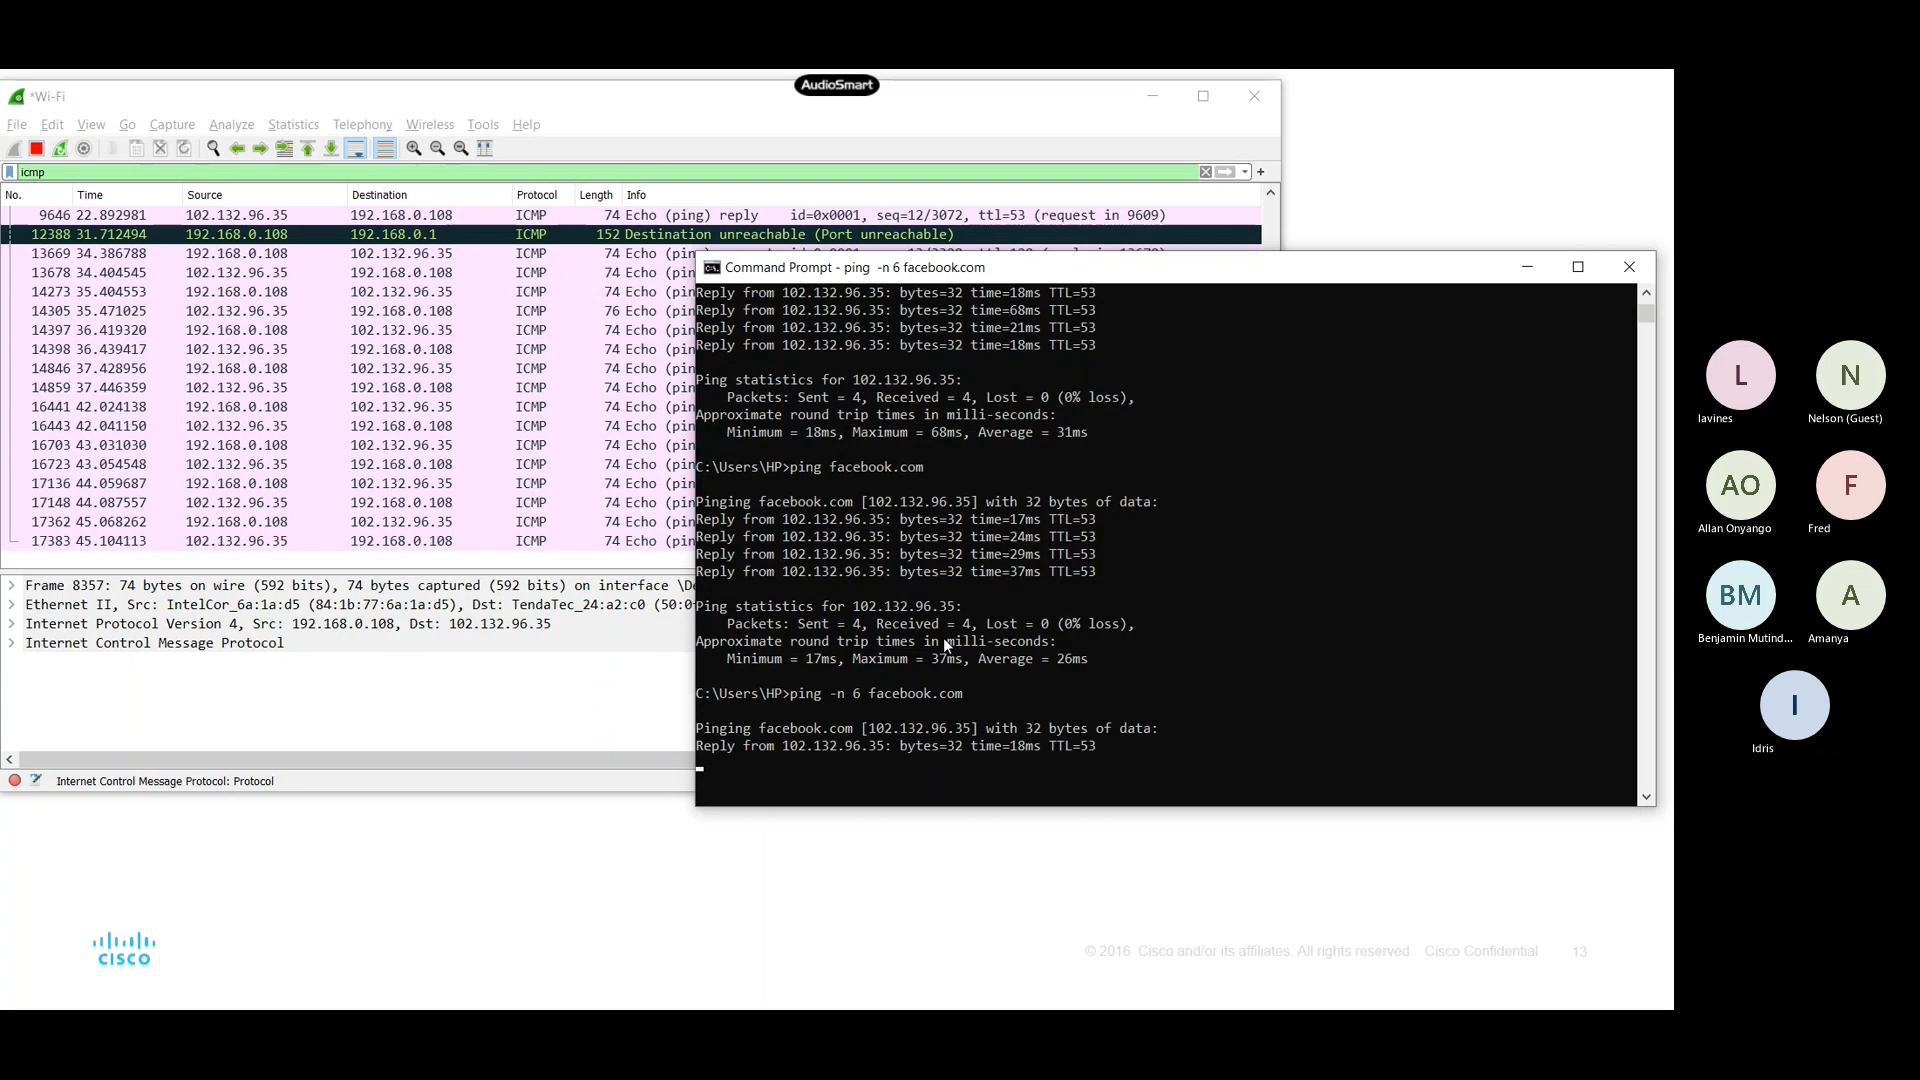 AudioSmart
*Wi-Fi
File Edit View Go Capture Analyze Statistics Telephony Wireless Tools Help
icmp
No. Time Source Destination Protocol Length Info
9646 22.892981 102.132.96.35 192.168.0.108 ICMP 74 Echo (ping) reply id=0x0001, seq=12/3072, ttl=53 (request in 9609)
12388 31.712494 192.168.0.108 192.168.0.1 ICMP 152 Destination unreachable (Port unreachable)
13669 34.386788 192.168.0.108 102.132.96.35 ICMP 74 Echo (pin
13678 34.404545 102.132.96.35 192.168.0.108 ICMP 74 Echo (pin
14273 35.404553 192.168.0.108 102.132.96.35 ICMP 74 Echo (pin
14305 35.471025 102.132.96.35 192.168.0.108 ICMP 76 Echo (pin
14397 36.419320 192.168.0.108 102.132.96.35 ICMP 74 Echo (pin
14398 36.439417 102.132.96.35 192.168.0.108 ICMP 74 Echo (pin
14846 37.428956 192.168.0.108 102.132.96.35 ICMP 74 Echo (pin
14859 37.446359 102.132.96.35 192.168.0.108 ICMP 74 Echo (pin
16441 42.024138 192.168.0.108 102.132.96.35 ICMP 74 Echo (pin
16443 42.041150 102.132.96.35 192.168.0.108 ICMP 74 Echo (pin
16703 43.031030 192.168.0.108 102.132.96.35 ICMP 74 Echo (pin
16723 43.054548 102.132.96.35 192.168.0.108 ICMP 74 Echo (pin
17136 44.059687 192.168.0.108 102.132.96.35 ICMP 74 Echo (pin
17148 44.087557 102.132.96.35 192.168.0.108 ICMP 74 Echo (pin
17362 45.068262 192.168.0.108 102.132.96.35 ICMP 74 Echo (pin
17383 45.104113 102.132.96.35 192.168.0.108 ICMP 74 Echo (pin
Frame 8357: 74 bytes on wire (592 bits), 74 bytes captured (592 bits) on interface \De
Ethernet II, Src: IntelCor_6a:1a:d5 (84:1b:77:6a:1a:d5), Dst: TendaTec_24:a2:c0 (50:0
Internet Protocol Version 4, Src: 192.168.0.108, Dst: 102.132.96.35
Internet Control Message Protocol
Internet Control Message Protocol: Protocol
Command Prompt - ping -n 6 facebook.com
Reply from 102.132.96.35: bytes=32 time=18ms TTL=53
Reply from 102.132.96.35: bytes=32 time=68ms TTL=53
Reply from 102.132.96.35: bytes=32 time=21ms TTL=53
Reply from 102.132.96.35: bytes=32 time=18ms TTL=53
Ping statistics for 102.132.96.35:
Packets: Sent = 4, Received = 4, Lost = 0 (0% loss),
Approximate round trip times in milli-seconds:
Minimum = 18ms, Maximum = 68ms, Average = 31ms
C:\Users\HP>ping facebook.com
Pinging facebook.com [102.132.96.35] with 32 bytes of data:
Reply from 102.132.96.35: bytes=32 time=17ms TTL=53
Reply from 102.132.96.35: bytes=32 time=24ms TTL=53
Reply from 102.132.96.35: bytes=32 time=29ms TTL=53
Reply from 102.132.96.35: bytes=32 time=37ms TTL=53
Ping statistics for 102.132.96.35:
Packets: Sent = 4, Received = 4, Lost = 0 (0% loss),
Approximate round trip times in milli-seconds:
Minimum = 17ms, Maximum = 37ms, Average = 26ms
C:\Users\HP>ping -n 6 facebook.com
Pinging facebook.com [102.132.96.35] with 32 bytes of data:
Reply from 102.132.96.35: bytes=32 time=18ms TTL=53
CISCO
© 2016 Cisco and/or its affiliates. All rights reserved. Cisco Confidential 13
L N
lavines Nelson (Guest)
AO F
Allan Onyango Fred
BM A
Benjamin Mutind... Amanya
I
Idris